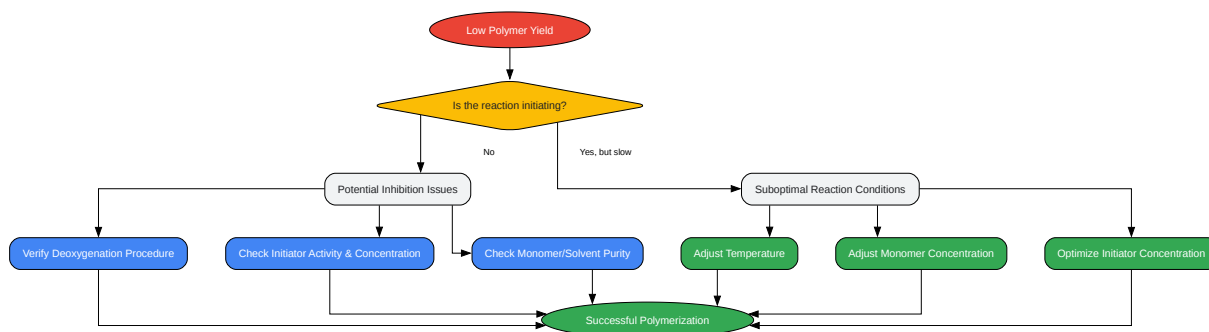 Low Polymer Yield
Is the reaction initiating?
No
Yes, but slow
Potential Inhibition Issues
Suboptimal Reaction Conditions
Verify Deoxygenation Procedure
Check Initiator Activity & Concentration
Check Monomer/Solvent Purity
Adjust Temperature
Adjust Monomer Concentration
Optimize Initiator Concentration
Successful Polymerization